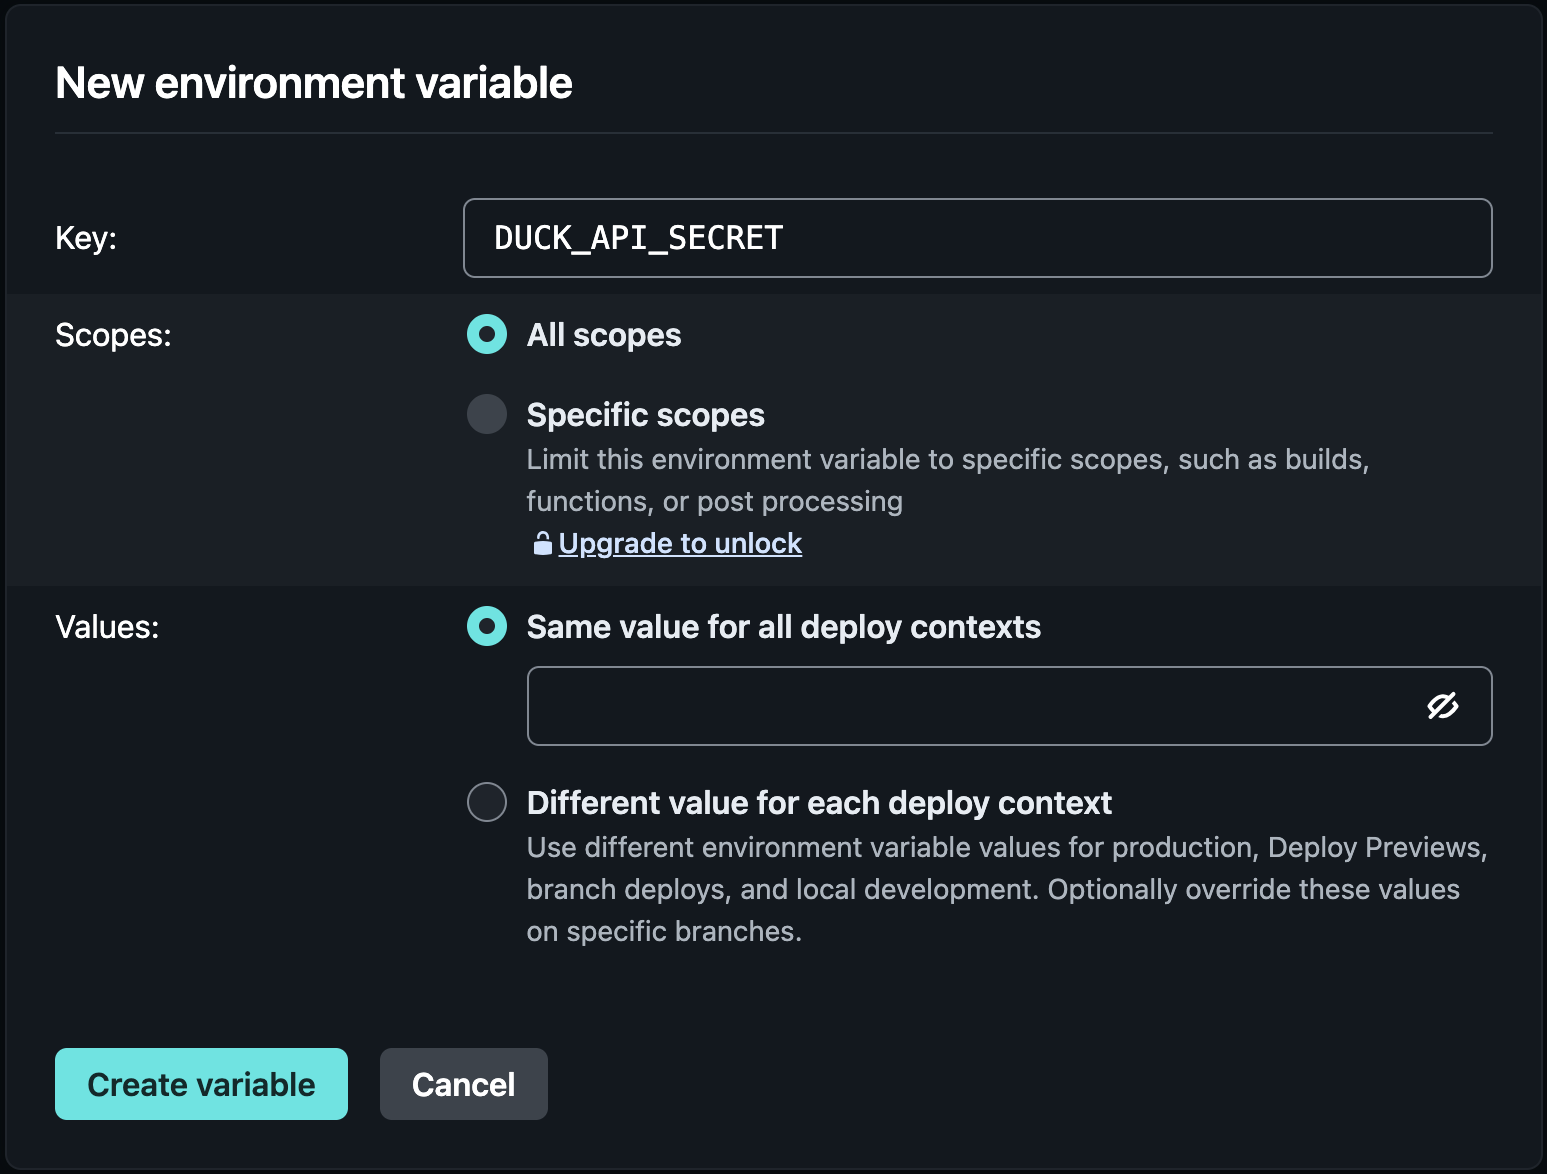 New environment variable
Key:
DUCK_API_SECRET
Scopes:
All scopes
Specific scopes
Limit this environment variable to specific scopes, such as builds,
functions, or post processing
Upgrade to unlock
Values:
Same value for all deploy contexts
Different value for each deploy context
Use different environment variable values for production, Deploy Previews,
branch deploys, and local development. Optionally override these values
on specific branches.
Create variable
Cancel